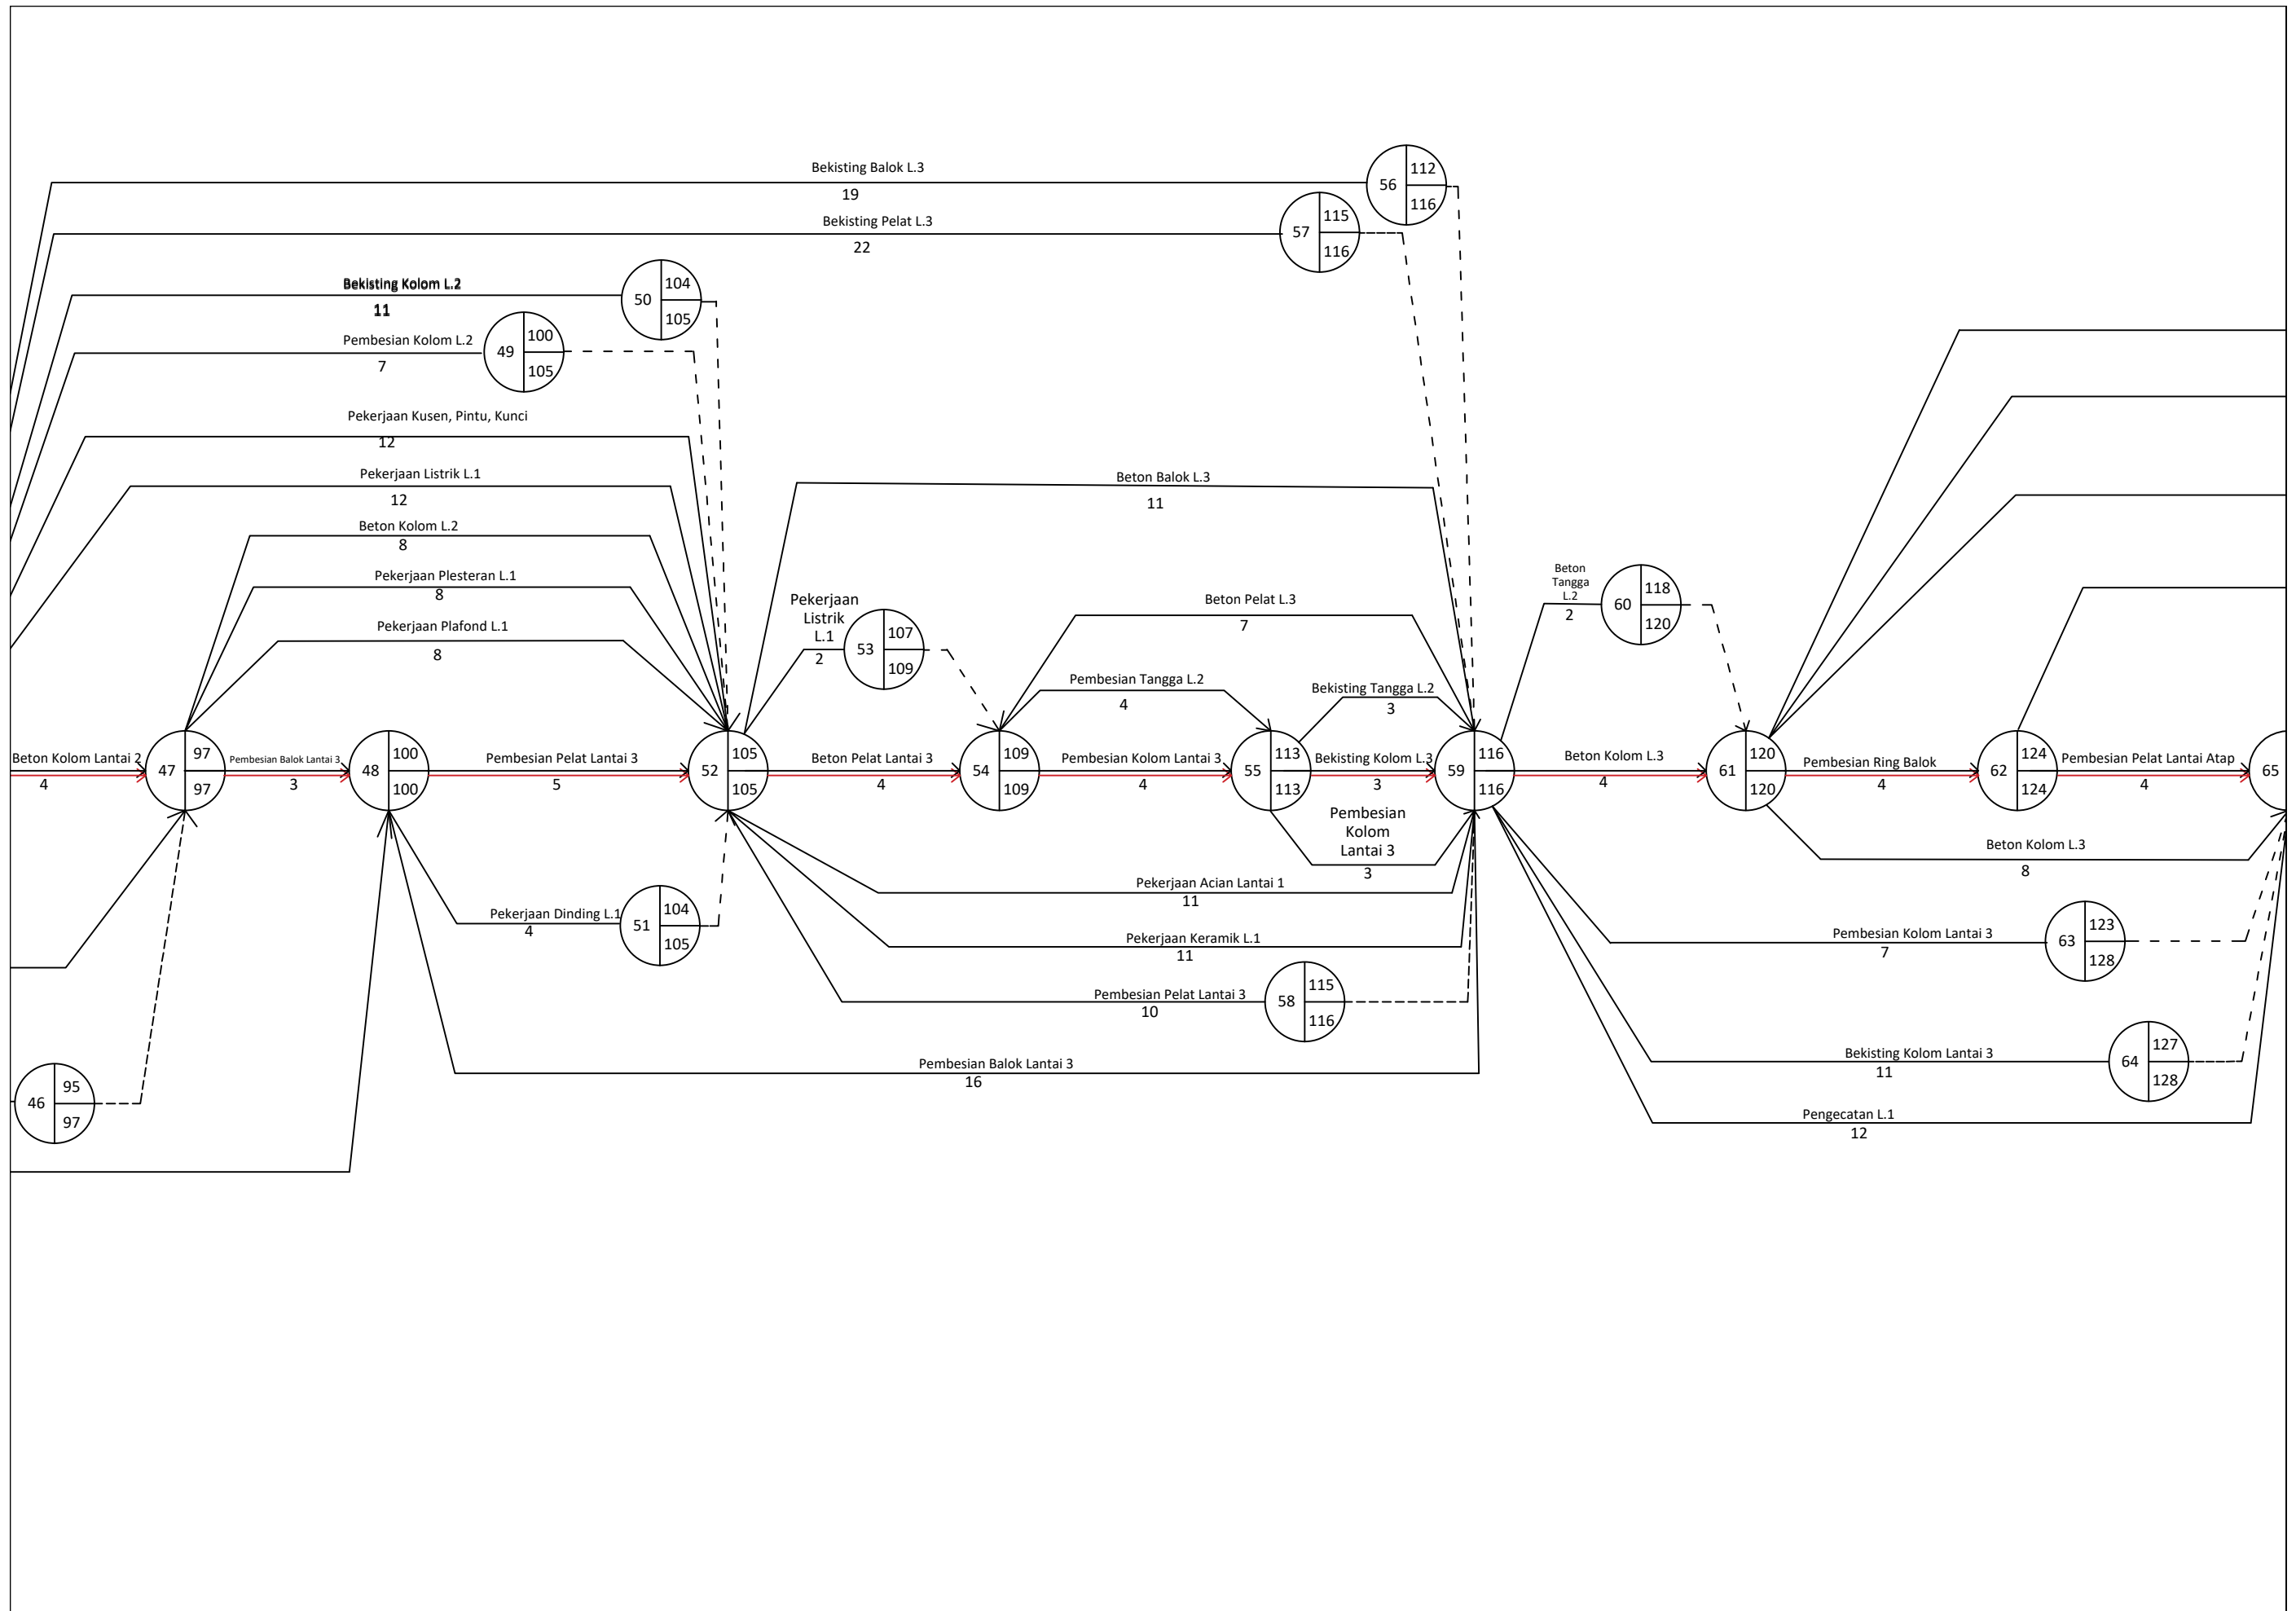 Bekisting Balok L.3
19
56
112
116
Bekisting Pelat L.3
22
57
115
116
Bekisting Kolom L.2
11
50
104
105
Pembesian Kolom L.2
7
49
100
105
Pekerjaan Kusen, Pintu, Kunci
12
Pekerjaan Listrik L.1
12
Beton Kolom L.2
8
Pekerjaan Plesteran L.1
8
Pekerjaan Plafond L.1
8
Beton Balok L.3
11
Pekerjaan
Listrik
L.1
2
53
107
109
Beton Pelat L.3
7
Pembesian Tangga L.2
4
Bekisting Tangga L.2
3
Beton
Tangga
L.2
2
60
118
120
Beton Kolom Lantai 2
4
47
97
97
Pembesian Balok Lantai 3
3
48
100
100
Pembesian Pelat Lantai 3
5
52
105
105
Beton Pelat Lantai 3
4
54
109
109
Pembesian Kolom Lantai 3
4
55
113
113
Bekisting Kolom L.3
3
59
116
116
Beton Kolom L.3
4
61
120
120
Pembesian Ring Balok
4
62
124
124
Pembesian Pelat Lantai Atap
4
65
Pembesian
Kolom
Lantai 3
3
Beton Kolom L.3
8
Pekerjaan Acian Lantai 1
11
Pekerjaan Dinding L.1
4
51
104
105
Pekerjaan Keramik L.1
11
Pembesian Kolom Lantai 3
7
63
123
128
Pembesian Pelat Lantai 3
10
58
115
116
Pembesian Balok Lantai 3
16
Bekisting Kolom Lantai 3
11
64
127
128
46
95
97
Pengecatan L.1
12